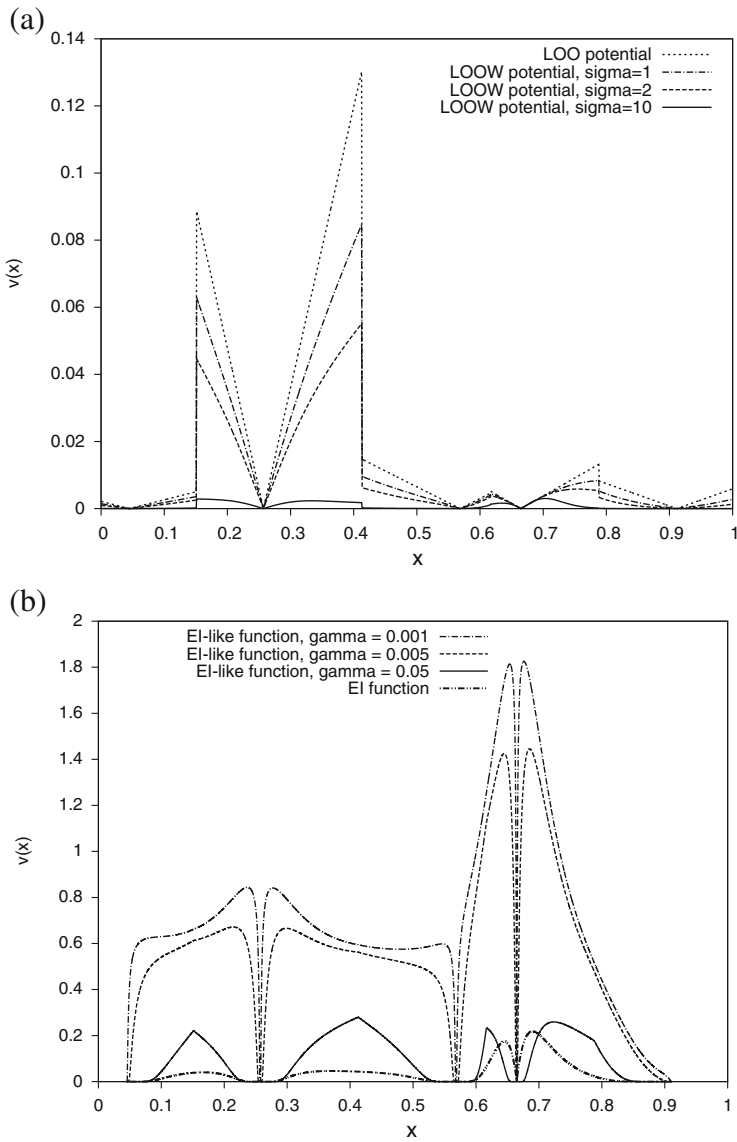 (a)
0.14
0.12
0.1
0.08
0.06
0.04
0.02
0
v(x)
LOO potential
LOOW potential, sigma=1
LOOW potential, sigma=2
LOOW potential, sigma=10
0 0.1 0.2 0.3 0.4 0.5 0.6 0.7 0.8 0.9 1
x
(b)
2
1.8
1.6
1.4
1.2
1
0.8
0.6
0.4
0.2
0
v(x)
EI-like function, gamma = 0.001
EI-like function, gamma = 0.005
EI-like function, gamma = 0.05
EI function
0 0.1 0.2 0.3 0.4 0.5 0.6 0.7 0.8 0.9 1
x